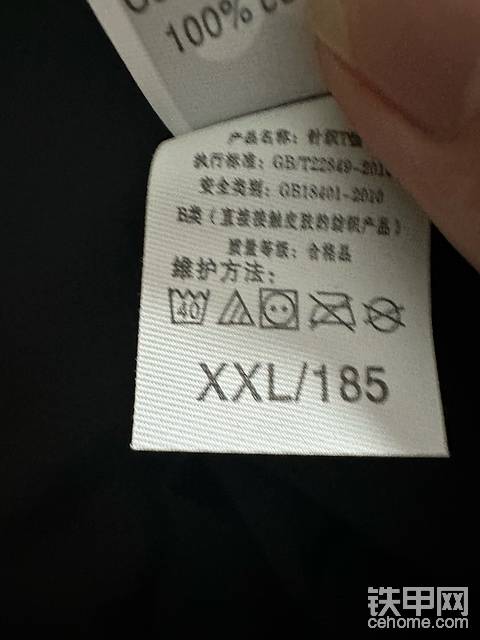 100%
产品名称：针织T恤
执行标准：GB/T22849-201
安全类别：GB18401-2010
B类（直接接触皮肤的纺织产品）
质量等级：合格品
维护方法：
40
XXL/185
铁甲网
cehome.com